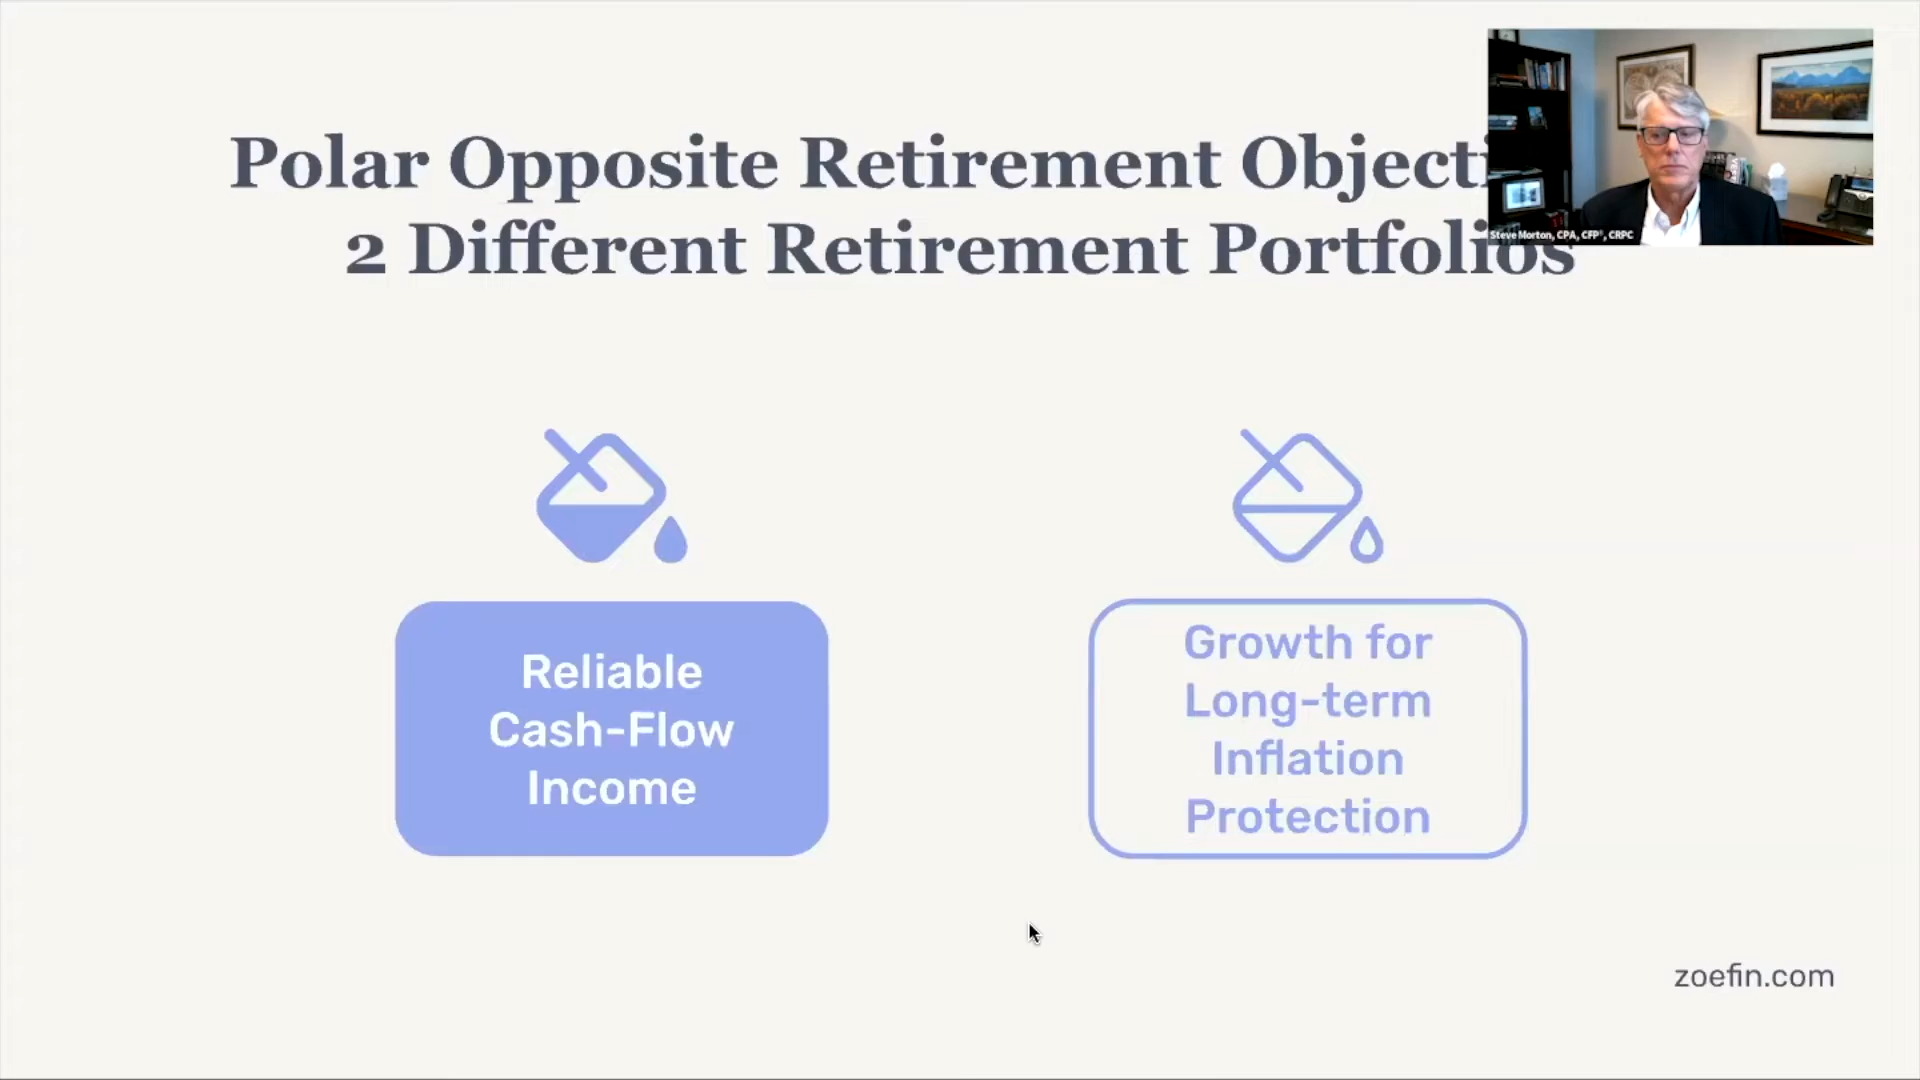 Polar Opposite Retirement Objecti
2 Different Retirement Portfolios
Steve Morton, CPA, CFP®, CRPC
Reliable
Cash-Flow
Income
Growth for
Long-term
Inflation
Protection
zoefin.com